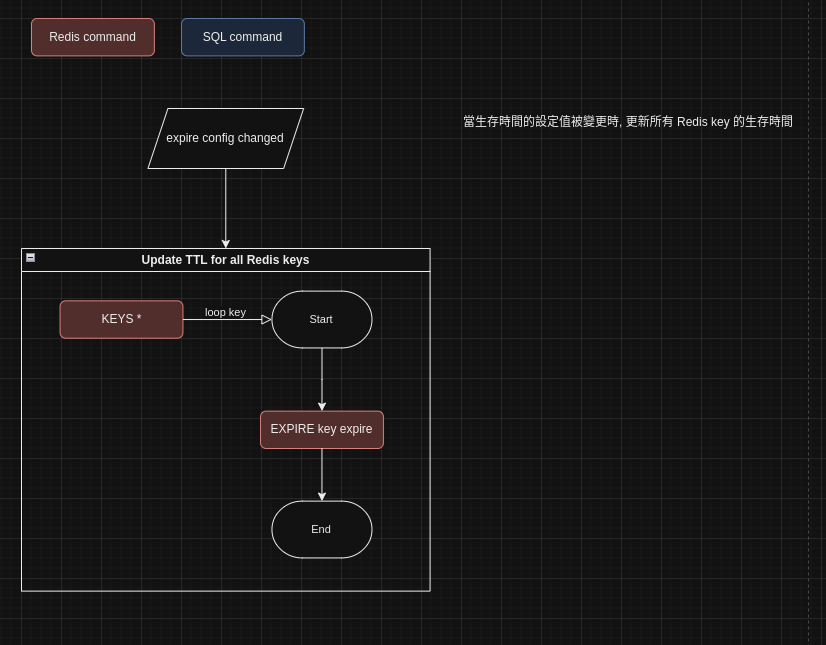 Redis command
SQL command
expire config changed
當生存時間的設定值被變更時, 更新所有 Redis key 的生存時間
Update TTL for all Redis keys
KEYS *
loop key
Start
EXPIRE key expire
End